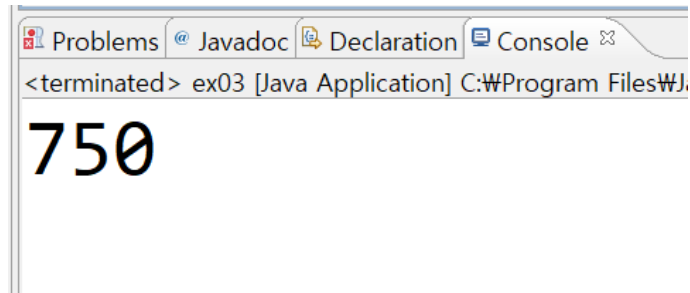 Problems @ Javadoc Declaration Console
<terminated> ex03 [Java Application] C:₩Program Files₩Ja
750